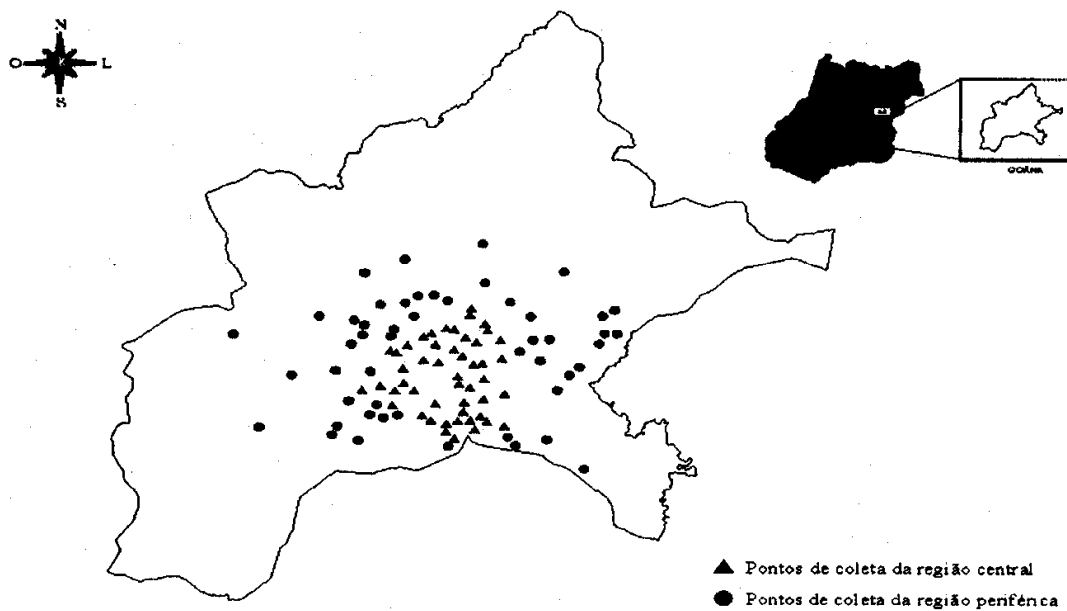 N
O L
S
GOIÂNIA
▲ Pontos de coleta da região central
● Pontos de coleta da região periférica